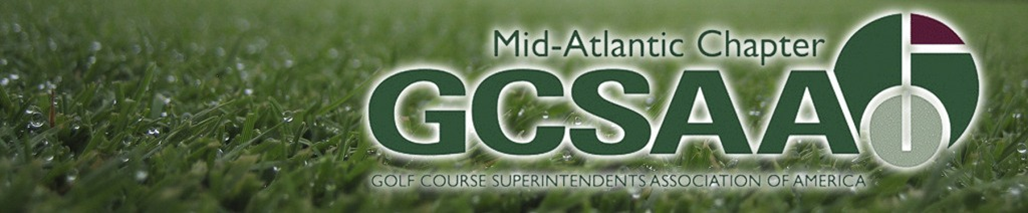 Mid-Atlantic Chapter
GCSAA
GOLF COURSE SUPERINTENDENTS ASSOCIATION OF AMERICA